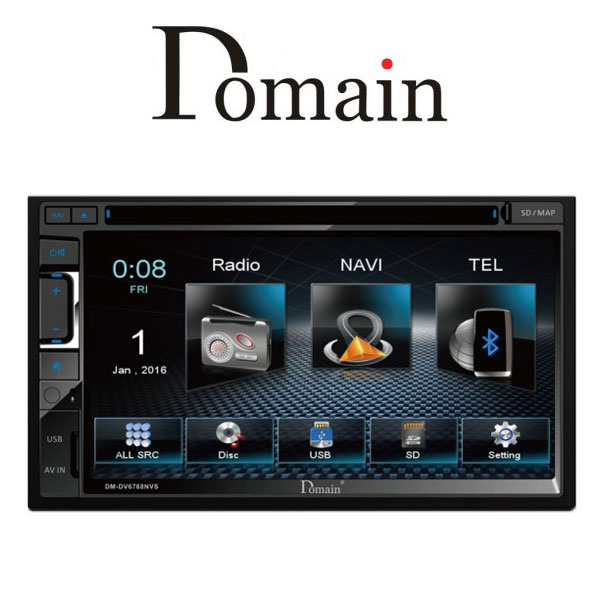 Domain
NAV
SD / MAP
0:08
FRI
1
Jan , 2016
Radio
NAVI
TEL
USB
AV IN
ALL SRC
Disc
USB
SD
Setting
DM-DV6768NVS
Domain®